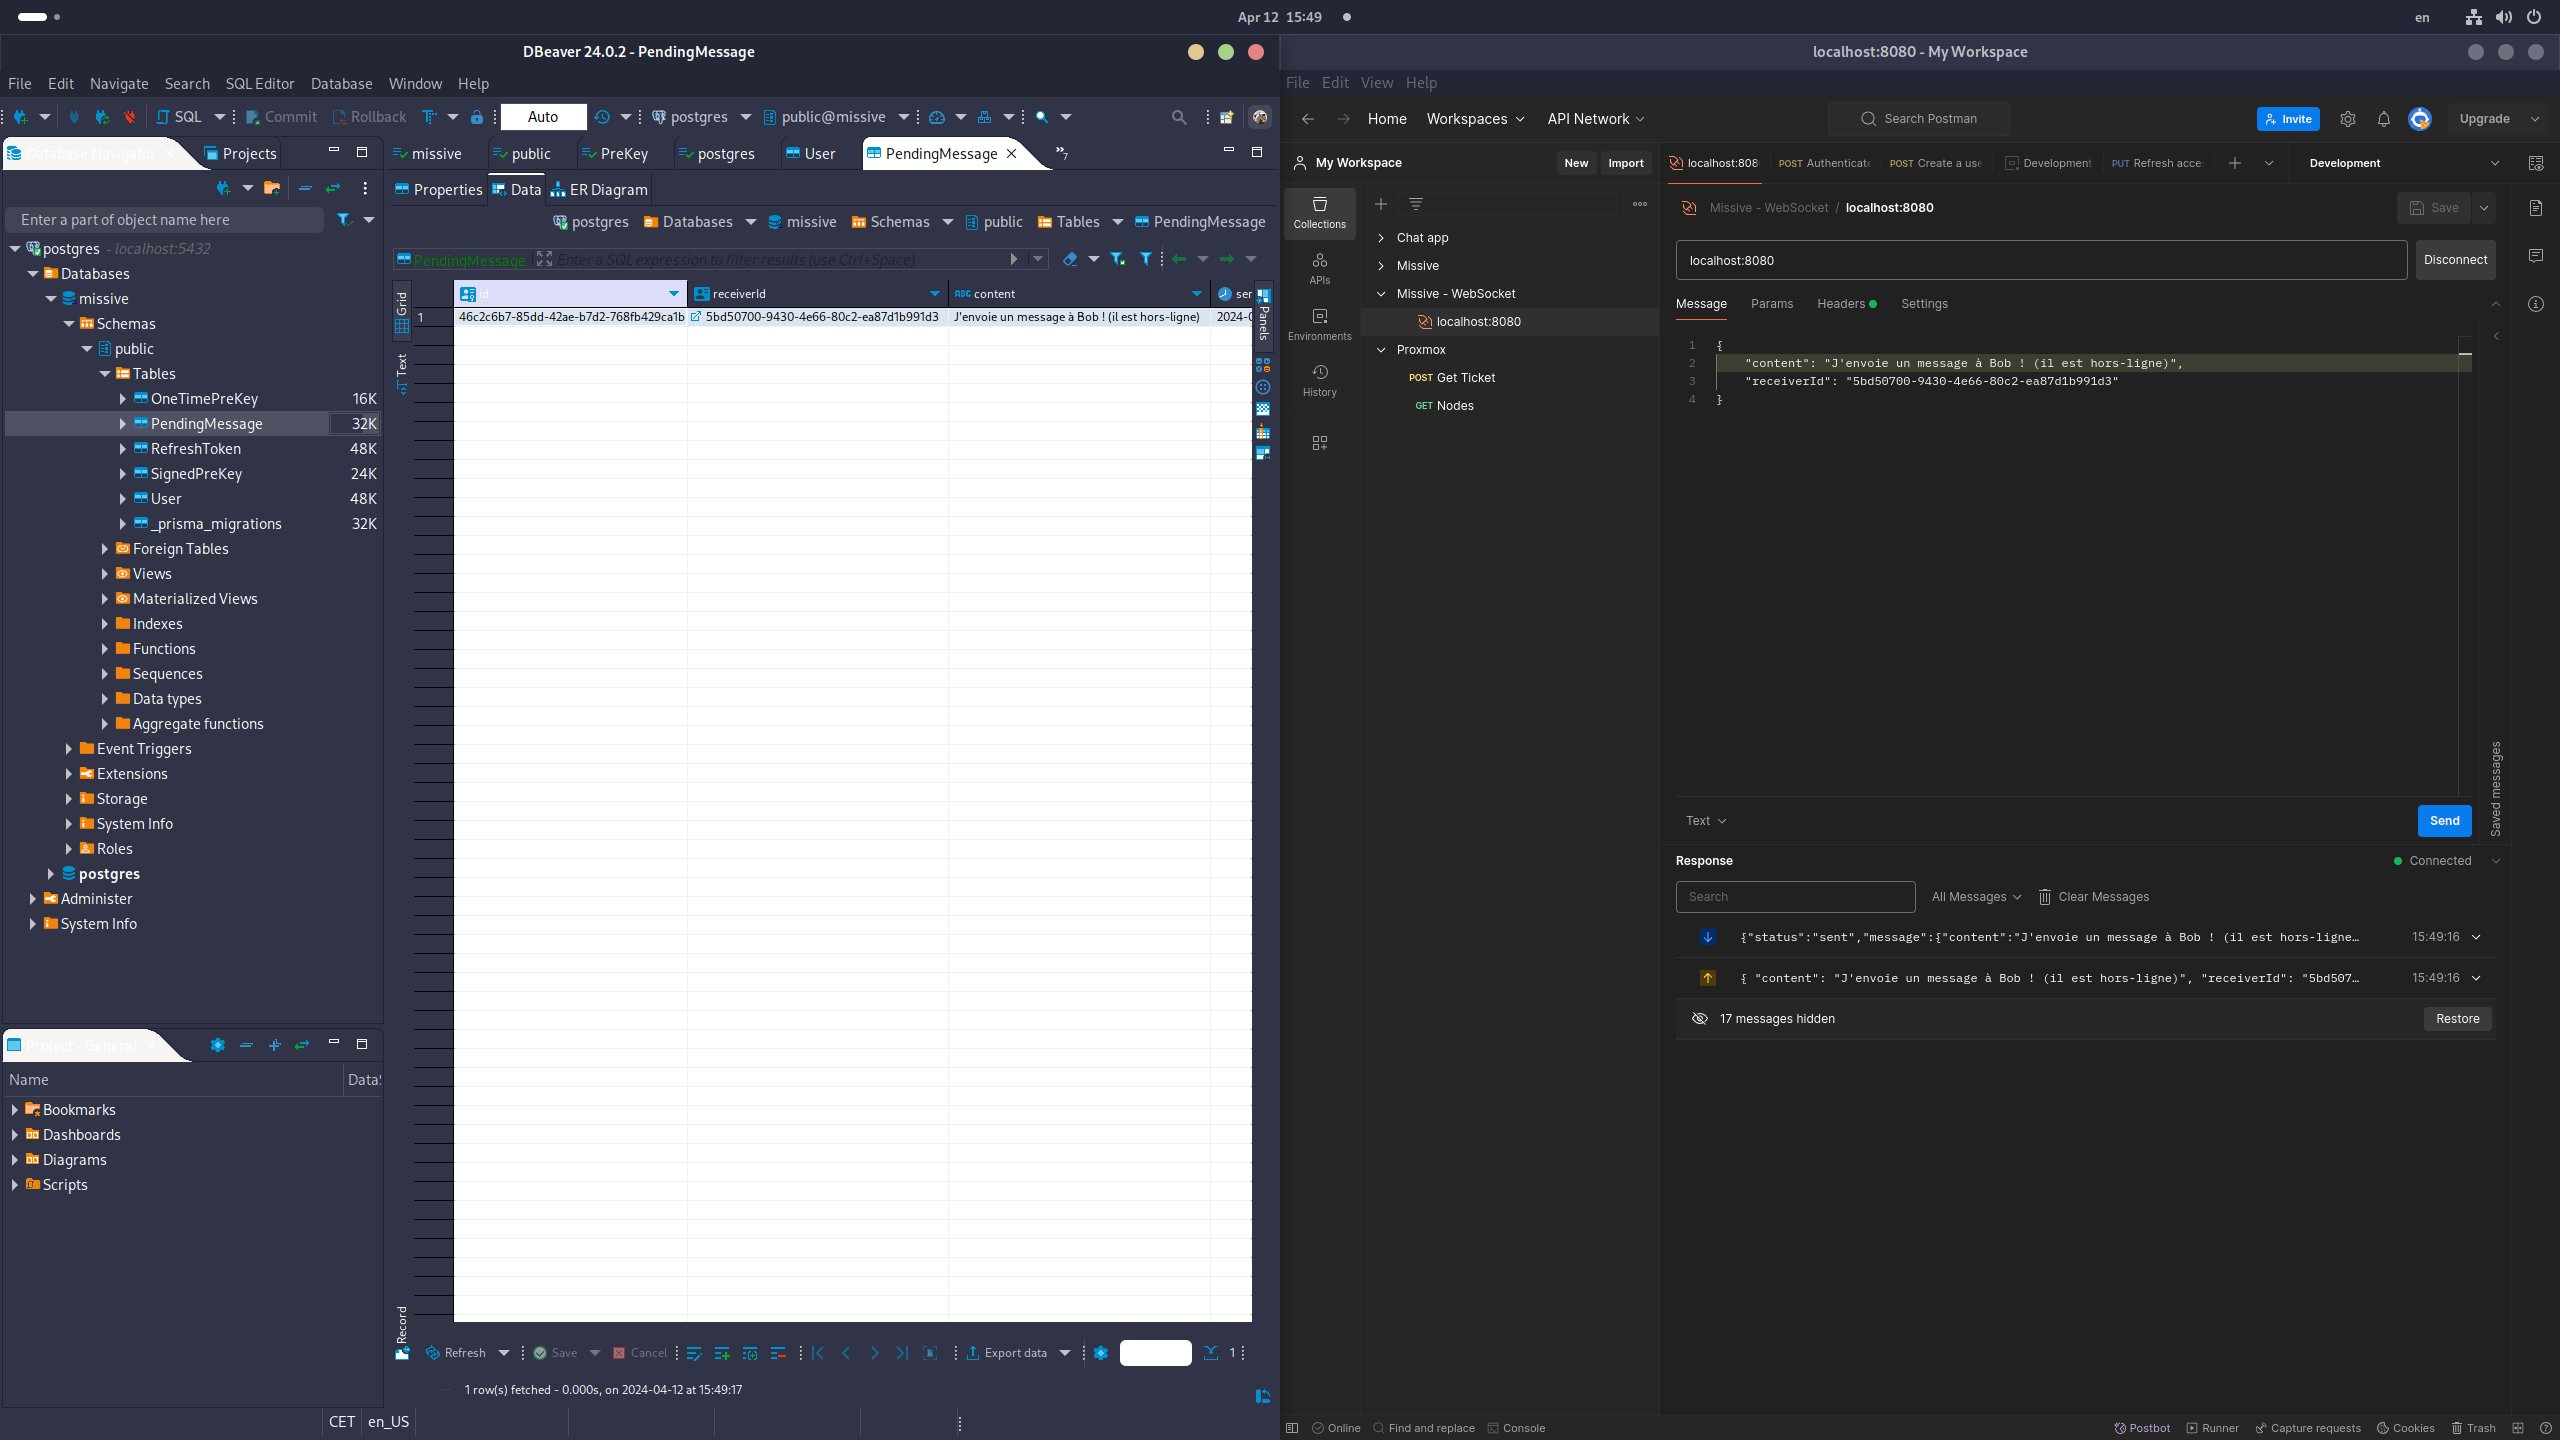 Apr 12 15:49
en
DBeaver 24.0.2 - PendingMessage
File Edit Navigate Search SQL Editor Database Window Help
SQL Commit Rollback Auto postgres public@missive
Database Navigator Projects
Enter a part of object name here
postgres - localhost:5432
Databases
missive
Schemas
public
Tables
OneTimePreKey 16K
PendingMessage 32K
RefreshToken 48K
SignedPreKey 24K
User 48K
_prisma_migrations 32K
Foreign Tables
Views
Materialized Views
Indexes
Functions
Sequences
Data types
Aggregate functions
Event Triggers
Extensions
Storage
System Info
Roles
postgres
Administer
System Info
Project - General
Name DataS
Bookmarks
Dashboards
Diagrams
Scripts
missive public PreKey postgres User PendingMessage 7
Properties Data ER Diagram
postgres Databases missive Schemas public Tables PendingMessage
PendingMessage Enter a SQL expression to filter results (use Ctrl+Space)
Grid
Text
Record
Panels
id receiverId content ser
1 46c2c6b7-85dd-42ae-b7d2-768fb429ca1b 5bd50700-9430-4e66-80c2-ea87d1b991d3 J'envoie un message à Bob ! (il est hors-ligne) 2024-0
Refresh Save Cancel Export data 1
1 row(s) fetched - 0.000s, on 2024-04-12 at 15:49:17
CET en_US
localhost:8080 - My Workspace
File Edit View Help
Home Workspaces API Network Search Postman Invite Upgrade
My Workspace New Import
localhost:808 POST Authenticat POST Create a us Development PUT Refresh acce Development
Collections
APIs
Environments
History
Chat app
Missive
Missive - WebSocket
localhost:8080
Proxmox
POST Get Ticket
GET Nodes
Missive - WebSocket / localhost:8080 Save
localhost:8080 Disconnect
Message Params Headers Settings
1 {
2 "content": "J'envoie un message à Bob ! (il est hors-ligne)",
3 "receiverId": "5bd50700-9430-4e66-80c2-ea87d1b991d3"
4 }
Saved messages
Text Send
Response Connected
Search All Messages Clear Messages
{"status":"sent","message":{"content":"J'envoie un message à Bob ! (il est hors-ligne… 15:49:16
{ "content": "J'envoie un message à Bob ! (il est hors-ligne)", "receiverId": "5bd507… 15:49:16
17 messages hidden Restore
Online Find and replace Console Postbot Runner Capture requests Cookies Trash